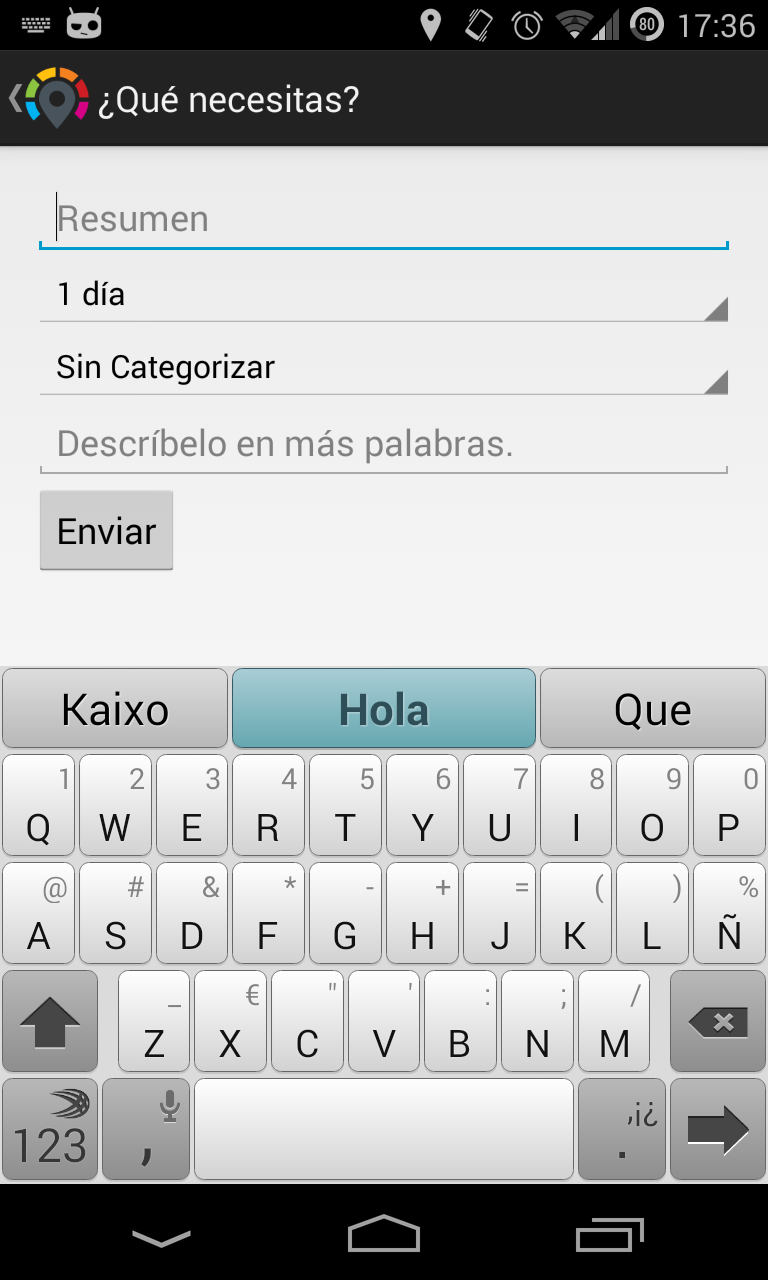 80 17:36
¿Qué necesitas?
Resumen
1 día
Sin Categorizar
Descríbelo en más palabras.
Enviar
Kaixo Hola Que
1 2 3 4 5 6 7 8 9 0
Q W E R T Y U I O P
@ # & * - + = ( ) %
A S D F G H J K L Ñ
_ € " ' : ; /
Z X C V B N M
,¡¿
123 , .